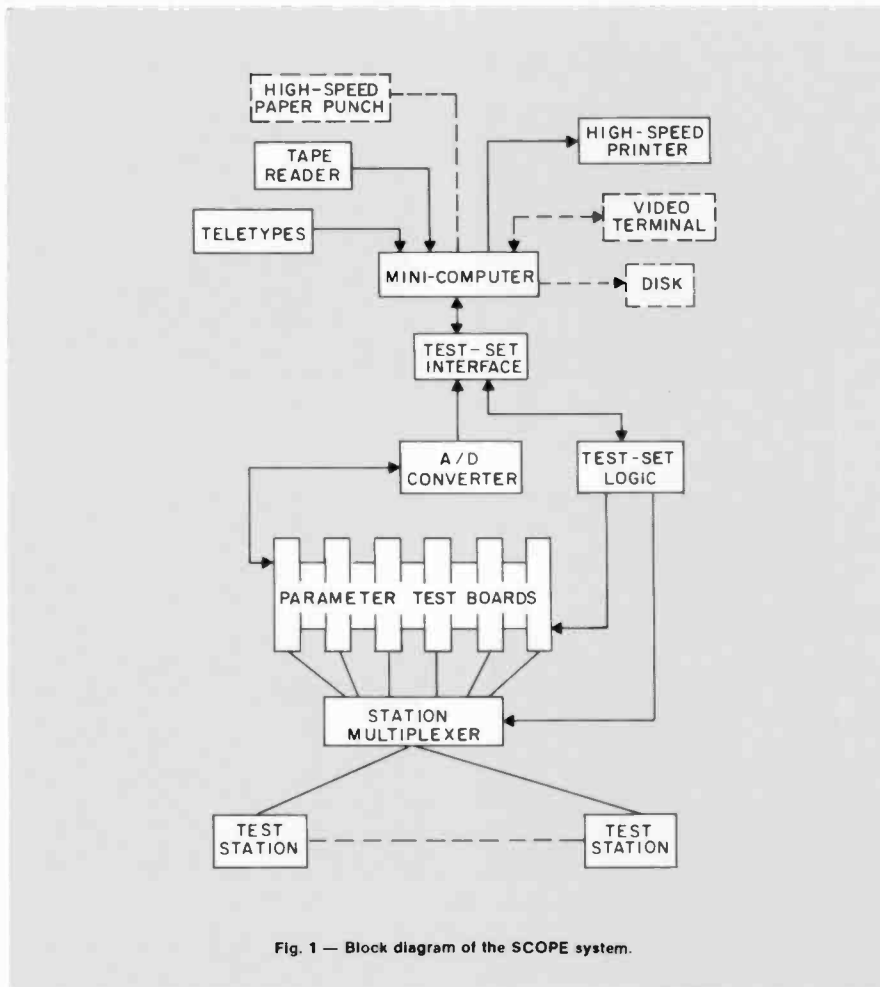 HIGH-SPEED
PAPER PUNCH
HIGH-SPEED
PRINTER
TAPE
READER
VIDEO
TERMINAL
TELETYPES
MINI-COMPUTER
DISK
TEST-SET
INTERFACE
A/D
CONVERTER
TEST-SET
LOGIC
PARAMETER TEST BOARDS
STATION
MULTIPLEXER
TEST
STATION
TEST
STATION
Fig. 1 — Block diagram of the SCOPE system.